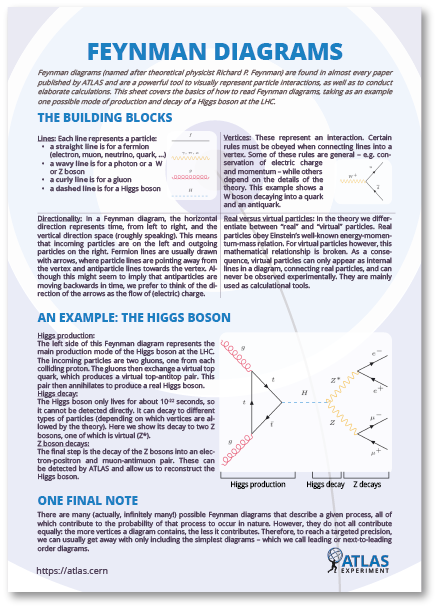 FEYNMAN DIAGRAMS
Feynman diagrams (named after theoretical physicist Richard P. Feynman) are found in almost every paper
published by ATLAS and are a powerful tool to visually represent particle interactions, as well as to conduct
elaborate calculations. This sheet covers the basics of how to read Feynman diagrams, taking as an example
one possible mode of production and decay of a Higgs boson at the LHC.
THE BUILDING BLOCKS
Lines: Each line represents a particle:
• a straight line is for a fermion
(electron, muon, neutrino, quark, ...)
• a wavy line is for a photon or a W
or Z boson
• a curly line is for a gluon
• a dashed line is for a Higgs boson
f
g
H
Vertices: These represent an interaction. Certain
rules must be obeyed when connecting lines into a
vertex. Some of these rules are general – e.g. con-
servation of electric charge
and momentum – while others
depend on the details of the
theory. This example shows a
W boson decaying into a quark
and an antiquark.
Directionality: In a Feynman diagram, the horizontal
direction represents time, from left to right, and the
vertical direction space (roughly speaking). This means
that incoming particles are on the left and outgoing
particles on the right. Fermion lines are usually drawn
with arrows, where particle lines are pointing away from
the vertex and antiparticle lines towards the vertex. Al-
though this might seem to imply that antiparticles are
moving backwards in time, we prefer to think of the di-
rection of the arrows as the flow of (electric) charge.
Real versus virtual particles: In the theory we differ-
entiate between “real” and “virtual” particles. Real
particles obey Einstein’s well-known energy-momen-
tum-mass relation. For virtual particles however, this
mathematical relationship is broken. As a conse-
quence, virtual particles can only appear as internal
lines in a diagram, connecting real particles, and can
never be observed experimentally. They are mainly
used as calculational tools.
AN EXAMPLE: THE HIGGS BOSON
Higgs production:
The left side of this Feynman diagram represents the
main production mode of the Higgs boson at the LHC.
The incoming particles are two gluons, one from each
colliding proton. The gluons then exchange a virtual top
quark, which produces a virtual top-antitop pair. This
pair then annihilates to produce a real Higgs boson.
Higgs decay:
The Higgs boson only lives for about 10⁻²² seconds, so
it cannot be detected directly. It can decay to different
types of particles (depending on which vertices are al-
lowed by the theory). Here we show its decay to two Z
bosons, one of which is virtual (Z*).
Z boson decays:
The final step is the decay of the Z bosons into an elec-
tron-positron and muon-antimuon pair. These can
be detected by ATLAS and allow us to reconstruct the
Higgs boson.
g
g
t
t̄
H
Z*
Z
e⁻
e⁺
μ⁻
μ⁺
Higgs production
Higgs decay
Z decays
ONE FINAL NOTE
There are many (actually, infinitely many!) possible Feynman diagrams that describe a given process, all of
which contribute to the probability of that process to occur in nature. However, they do not all contribute
equally: the more vertices a diagram contains, the less it contributes. Therefore, to reach a targeted precision,
we can usually get away with only including the simplest diagrams – which we call leading or next-to-leading
order diagrams.
https://atlas.cern
ATLAS
EXPERIMENT